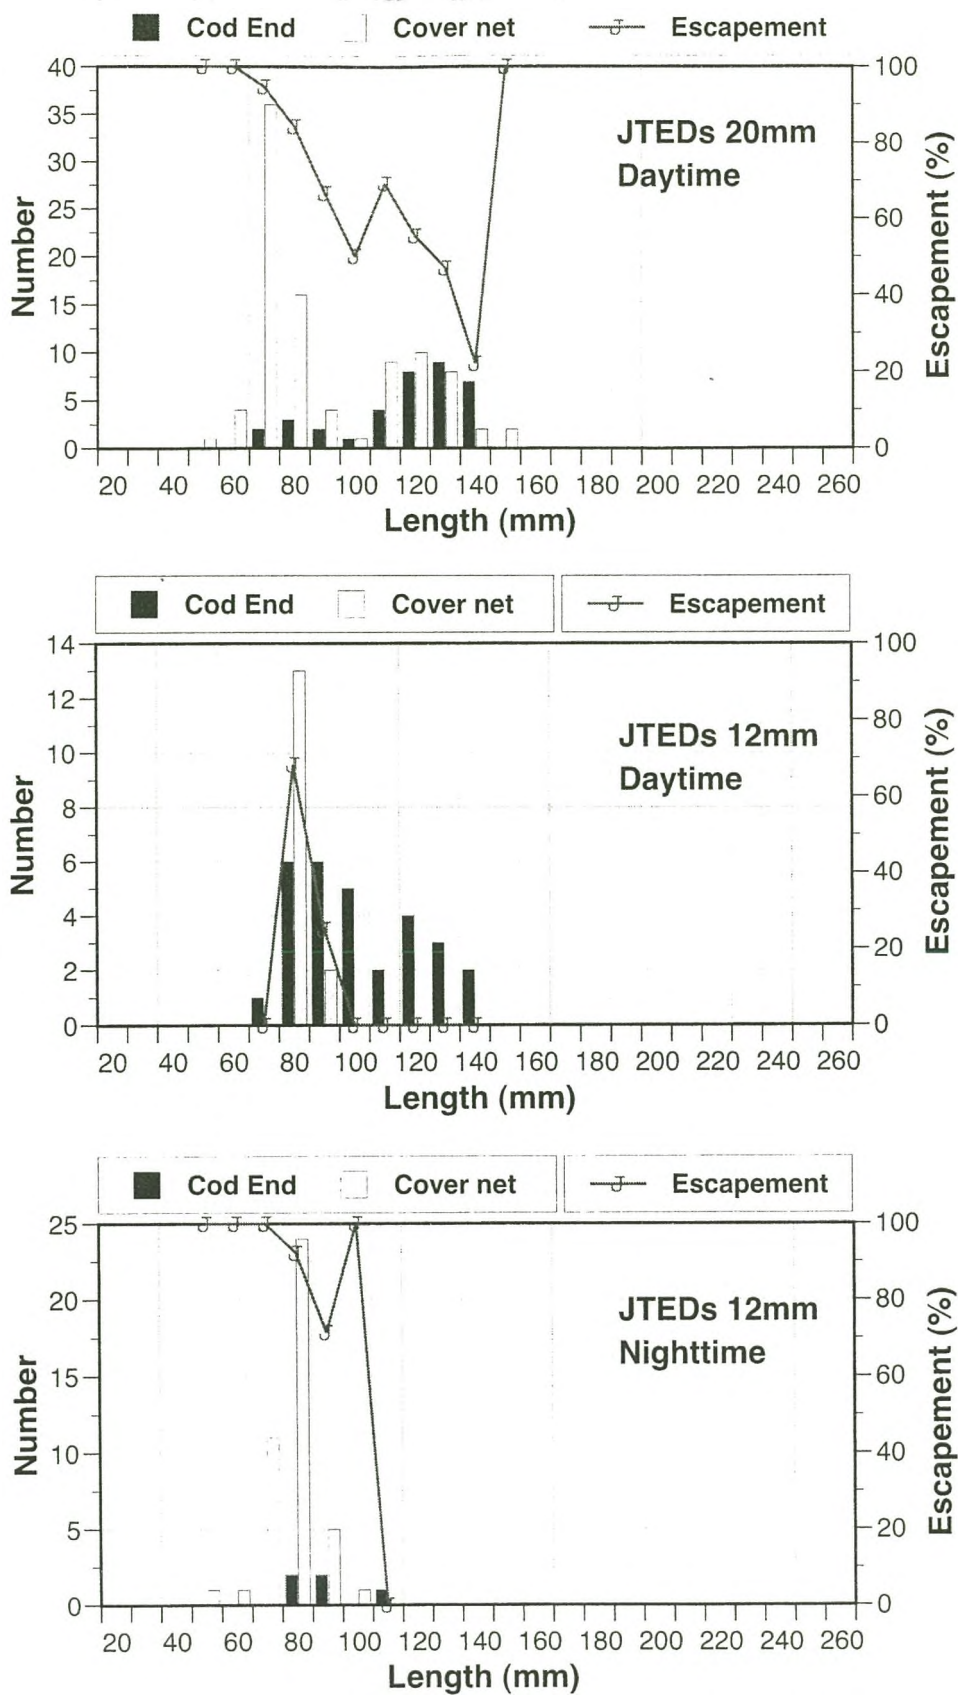 Cod End Cover net Escapement
40 35 30 25 20 15 10 5 0
Number
JTEDs 20mm
Daytime
100 80 60 40 20 0
Escapement (%)
20 40 60 80 100 120 140 160 180 200 220 240 260
Length (mm)
Cod End Cover net Escapement
14 12 10 8 6 4 2 0
Number
JTEDs 12mm
Daytime
100 80 60 40 20 0
Escapement (%)
20 40 60 80 100 120 140 160 180 200 220 240 260
Length (mm)
Cod End Cover net Escapement
25 20 15 10 5 0
Number
JTEDs 12mm
Nighttime
100 80 60 40 20 0
Escapement (%)
20 40 60 80 100 120 140 160 180 200 220 240 260
Length (mm)